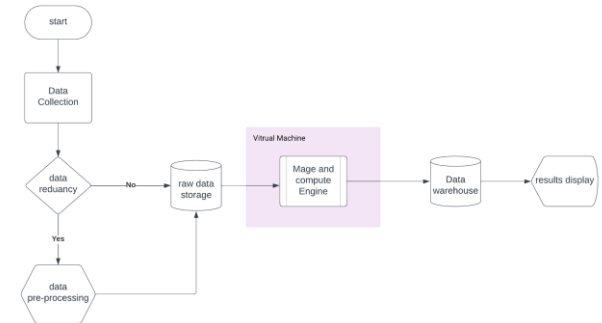 start
Data
Collection
data
reduancy
No
Yes
data
pre-processing
raw data
storage
Vitrual Machine
Mage and
compute
Engine
Data
warehouse
results display